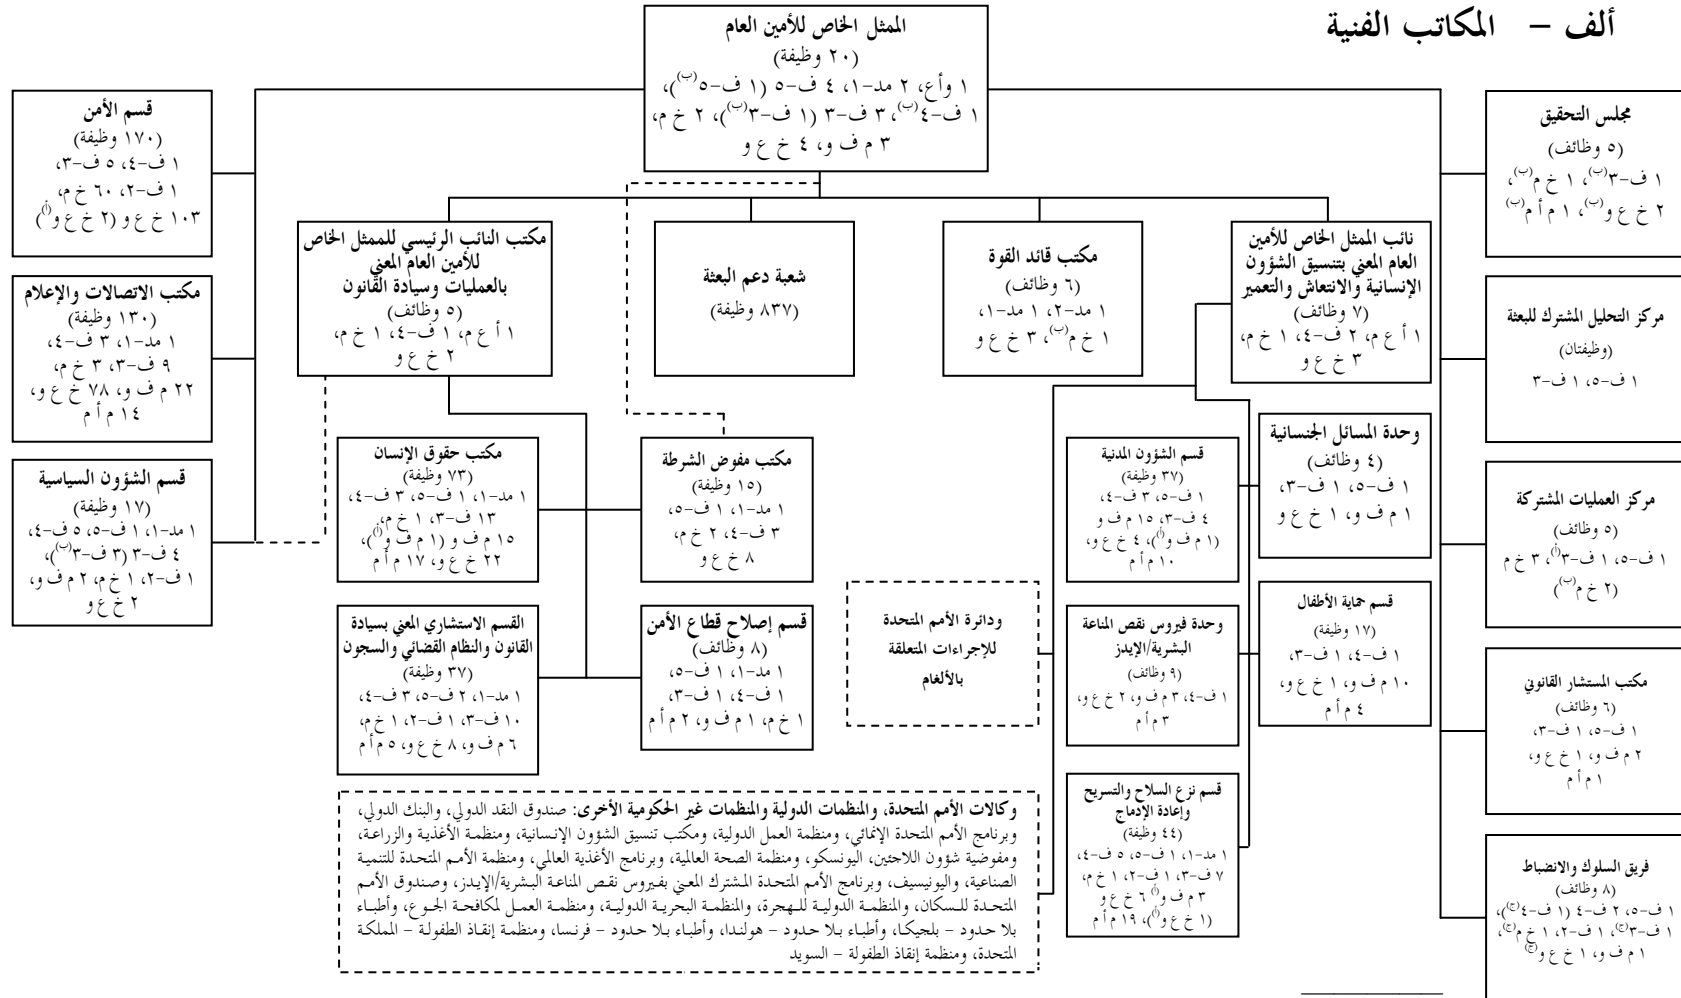 ألف – المكاتب الفنية
الممثل الخاص للأمين العام
(٢٠ وظيفة)
١ وأع، ٢ مد-١، ٤ ف-٥ (١ ف-٥(ب))،
١ ف-٤(ب)، ٣ ف-٣ (١ ف-٣(ب))، ٢ خ م،
٣ م ف و، ٤ خ ع و
مجلس التحقيق
(٥ وظائف)
١ ف-٣(ب)، ١ خ م(ب)،
٢ خ ع و(ب)، ١ م أ م(ب)
مركز التحليل المشترك للبعثة
(وظيفتان)
١ ف-٥، ١ ف-٣
مركز العمليات المشتركة
(٥ وظائف)
١ ف-٥، ١ ف-٣(أ)، ٣ خ م
(٢ خ م(ب))
مكتب المستشار القانوني
(٦ وظائف)
١ ف-٥، ١ ف-٣،
٢ م ف و، ١ خ ع و،
١ م أ م
فريق السلوك والانضباط
(٨ وظائف)
١ ف-٥، ٢ ف-٤ (١ ف-٤(ج))،
١ ف-٣(ج)، ١ ف-٢، ١ خ م(ج)،
١ م ف و، ١ خ ع و(ج)
نائب الممثل الخاص للأمين
العام المعني بتنسيق الشؤون
الإنسانية والانتعاش والتعمير
(٧ وظائف)
١ أ ع م، ٢ ف-٤، ١ خ م،
٣ خ ع و
مكتب قائد القوة
(٦ وظائف)
١ مد-٢، ١ مد-١،
١ خ م(ب)، ٣ خ ع و
شعبة دعم البعثة
(٨٣٧ وظيفة)
مكتب النائب الرئيسي للممثل الخاص
للأمين العام المعني
بالعمليات وسيادة القانون
(٥ وظائف)
١ أ ع م، ١ ف-٤، ١ خ م،
٢ خ ع و
قسم الأمن
(١٧٠ وظيفة)
١ ف-٤، ٥ ف-٣،
١ ف-٢، ٦٠ خ م،
١٠٣ خ ع و (٢ خ ع و(أ))
مكتب الاتصالات والإعلام
(١٣٠ وظيفة)
١ مد-١، ٣ ف-٤،
٩ ف-٣، ٣ خ م،
٢٢ م ف و، ٧٨ خ ع و،
١٤ م أ م
قسم الشؤون السياسية
(١٧ وظيفة)
١ مد-١، ١ ف-٥، ٥ ف-٤،
٤ ف-٣ (٣ ف-٣(ب))،
١ ف-٢، ١ خ م، ٢ م ف و،
٢ خ ع و
وحدة المسائل الجنسانية
(٤ وظائف)
١ ف-٥، ١ ف-٣،
١ م ف و، ١ خ ع و
قسم الشؤون المدنية
(٣٧ وظيفة)
١ ف-٥، ٣ ف-٤،
٤ ف-٣، ١٥ م ف و
(١ م ف و(أ))، ٤ خ ع و،
١٠ م أ م
مكتب مفوض الشرطة
(١٥ وظيفة)
١ مد-١، ١ ف-٥،
٣ ف-٤، ٢ خ م،
٨ خ ع و
مكتب حقوق الإنسان
(٧٣ وظيفة)
١ مد-١، ١ ف-٥، ٣ ف-٤،
١٣ ف-٣، ١ خ م،
١٥ م ف و (١ م ف و(أ))،
٢٢ خ ع و، ١٧ م أ م
قسم حماية الأطفال
(١٧ وظيفة)
١ ف-٤، ١ ف-٣،
١٠ م ف و، ١ خ ع و،
٤ م أ م
وحدة فيروس نقص المناعة
البشرية/الإيدز
(٩ وظائف)
١ ف-٤، ٣ م ف و، ٢ خ ع و،
٣ م أ م
ودائرة الأمم المتحدة
للإجراءات المتعلقة
بالألغام
قسم إصلاح قطاع الأمن
(٨ وظائف)
١ مد-١، ١ ف-٥،
١ ف-٤، ١ ف-٣،
١ خ م، ١ م ف و، ٢ م أ م
القسم الاستشاري المعني بسيادة
القانون والنظام القضائي والسجون
(٣٧ وظيفة)
١ مد-١، ٢ ف-٥، ٣ ف-٤،
١٠ ف-٣، ١ ف-٢، ١ خ م،
٦ م ف و، ٨ خ ع و، ٥ م أ م
قسم نزع السلاح والتسريح
وإعادة الإدماج
(٤٤ وظيفة)
١ مد-١، ١ ف-٥، ٥ ف-٤،
٧ ف-٣، ١ ف-٢، ١ خ م،
٣ م ف و(أ)، ٦ خ ع و
(١ خ ع و(أ))، ١٩ م أ م
وكالات الأمم المتحدة، والمنظمات الدولية والمنظمات غير الحكومية الأخرى: صندوق النقد الدولي، والبنك الدولي،
وبرنامج الأمم المتحدة الإنمائي، ومنظمة العمل الدولية، ومكتب تنسيق الشؤون الإنسانية، ومنظمة الأغذية والزراعة،
ومفوضية شؤون اللاجئين، اليونسكو، ومنظمة الصحة العالمية، وبرنامج الأغذية العالمي، ومنظمة الأمم المتحدة للتنمية
الصناعية، واليونيسيف، وبرنامج الأمم المتحدة المشترك المعني بفيروس نقص المناعة البشرية/الإيدز، وصندوق الأمم
المتحدة للسكان، والمنظمة الدولية للهجرة، والمنظمة البحرية الدولية، ومنظمة العمل لمكافحة الجوع، وأطباء
بلا حدود – بلجيكا، وأطباء بلا حدود – هولندا، وأطباء بلا حدود – فرنسا، ومنظمة إنقاذ الطفولة – المملكة
المتحدة، ومنظمة إنقاذ الطفولة – السويد